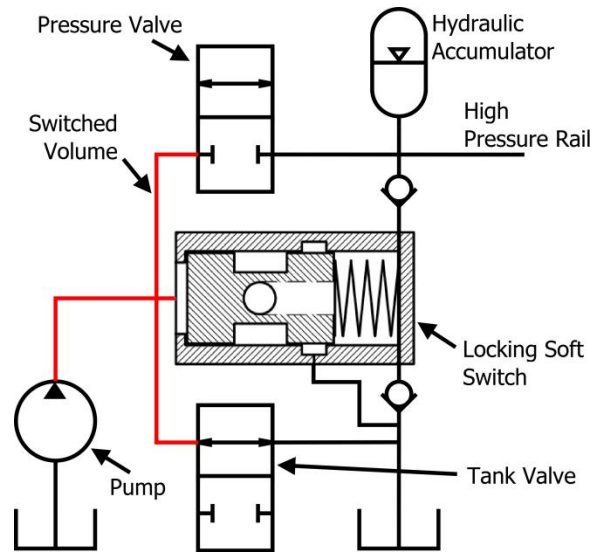 Pressure Valve
Hydraulic
Accumulator
High
Pressure Rail
Switched
Volume
Locking Soft
Switch
Pump
Tank Valve